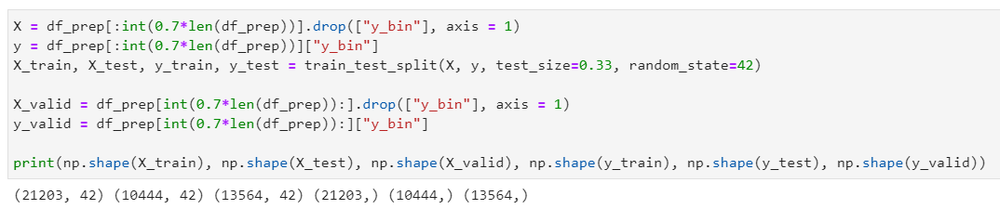 X = df_prep[:int(0.7*len(df_prep))].drop(["y_bin"], axis = 1)
y = df_prep[:int(0.7*len(df_prep))]["y_bin"]
X_train, X_test, y_train, y_test = train_test_split(X, y, test_size=0.33, random_state=42)
X_valid = df_prep[int(0.7*len(df_prep)):].drop(["y_bin"], axis = 1)
y_valid = df_prep[int(0.7*len(df_prep)):]["y_bin"]
print(np.shape(X_train), np.shape(X_test), np.shape(X_valid), np.shape(y_train), np.shape(y_test), np.shape(y_valid))
(21203, 42) (10444, 42) (13564, 42) (21203,) (10444,) (13564,)